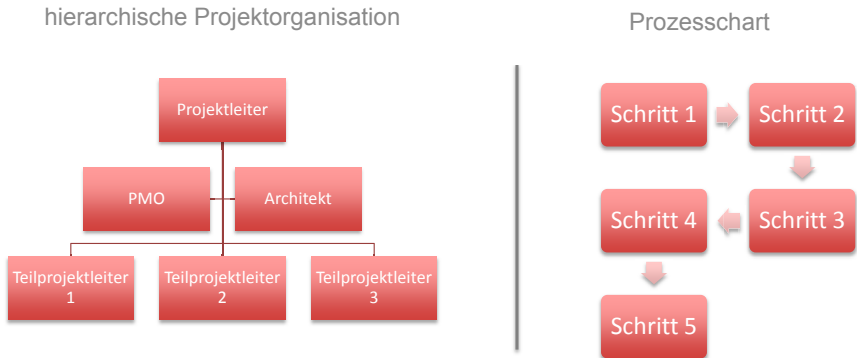 hierarchische Projektorganisation
Projektleiter
PMO
Architekt
Teilprojektleiter
1
Teilprojektleiter
2
Teilprojektleiter
3
Prozesschart
Schritt 1
Schritt 2
Schritt 3
Schritt 4
Schritt 5